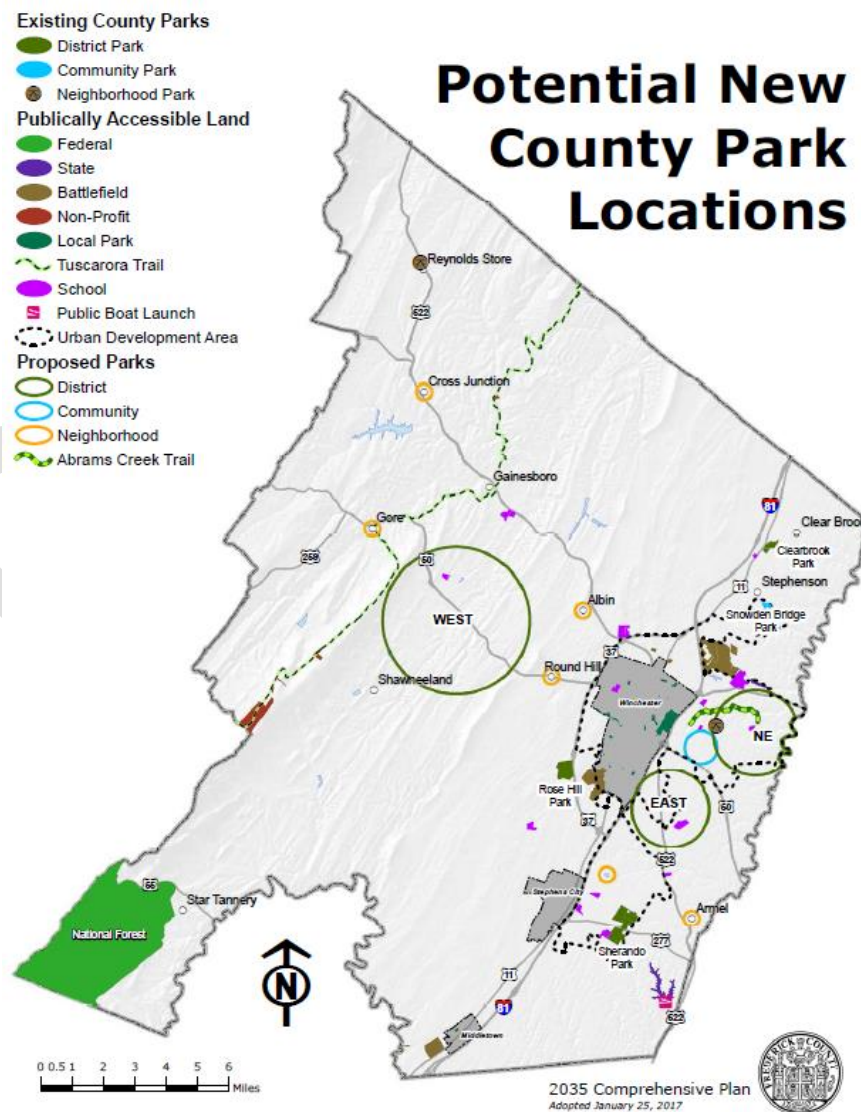 Existing County Parks
District Park
Community Park
Neighborhood Park
Publically Accessible Land
Federal
State
Battlefield
Non-Profit
Local Park
Tuscarora Trail
School
Public Boat Launch
Urban Development Area
Proposed Parks
District
Community
Neighborhood
Abrams Creek Trail
Potential New
County Park
Locations
Reynolds Store
522
Cross Junction
Gainesboro
Gore
259
50
WEST
81
Clear Brook
Clearbrook
Park
11
Stephenson
Snowden Bridge
Park
Albin
37
Round Hill
Winchester
Shawneeland
NE
EAST
50
Rose Hill
Park
37
522
Stephens City
Armel
277
Sherando
Park
55
Star Tannery
National Forest
N
11
81
522
Middletown
0 0.5 1 2 3 4 5 6
Miles
2035 Comprehensive Plan
Adopted January 25, 2017
FREDERICK COUNTY